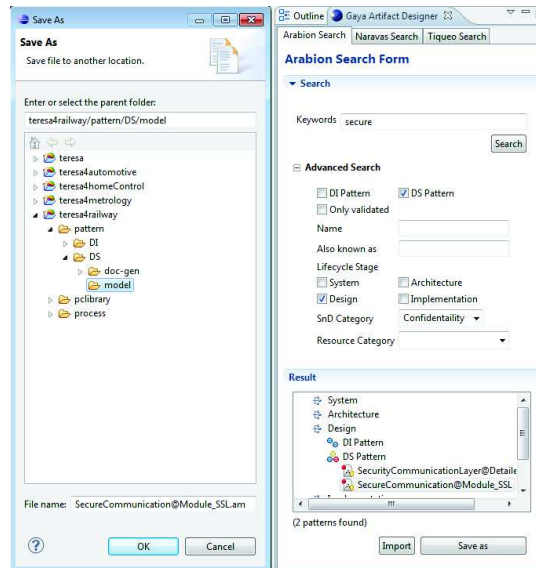 Save As
Save As
Save file to another location.
Enter or select the parent folder:
teresa4railway/pattern/DS/model
teresa
teresa4automotive
teresa4homeControl
teresa4metrology
teresa4railway
pattern
DI
DS
doc-gen
model
pclibrary
process
File name: SecureCommunication@Module_SSL.am
OK Cancel
Outline Gaya Artifact Designer
Arabion Search Naravas Search Tiqueo Search
Arabion Search Form
Search
Keywords secure
Search
Advanced Search
DI Pattern DS Pattern
Only validated
Name
Also known as
Lifecycle Stage
System Architecture
Design Implementation
SnD Category Confidentaility
Resource Category
Result
System
Architecture
Design
DI Pattern
DS Pattern
SecurityCommunicationLayer@Detaile
SecureCommunication@Module_SSL
(2 patterns found)
Import Save as